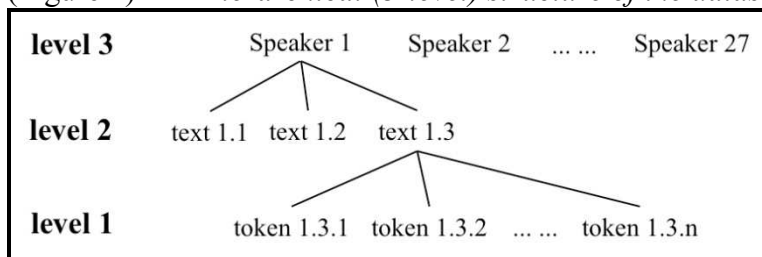 level 3 Speaker 1 Speaker 2 ... ... Speaker 27
level 2 text 1.1 text 1.2 text 1.3
level 1 token 1.3.1 token 1.3.2 ... ... token 1.3.n